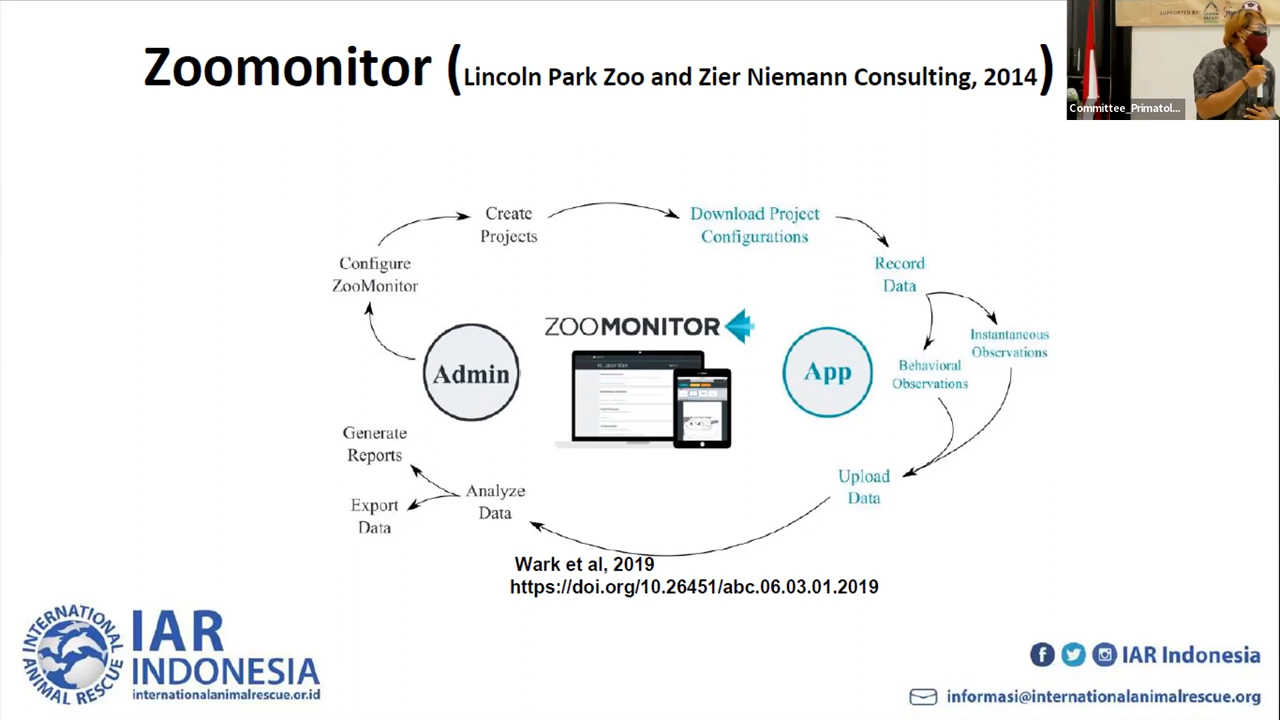 Zoomonitor (Lincoln Park Zoo and Zier Niemann Consulting, 2014)
SUPPORTED BY:
Committee_Primatol...
Create
Projects
Download Project
Configurations
Configure
ZooMonitor
Record
Data
ZOOMONITOR
Instantaneous
Observations
Behavioral
Observations
Admin
App
Generate
Reports
Upload
Data
Analyze
Data
Export
Data
Wark et al, 2019
https://doi.org/10.26451/abc.06.03.01.2019
INTERNATIONAL
ANIMAL RESCUE
IAR
INDONESIA
internationalanimalrescue.or.id
IAR Indonesia
informasi@internationalanimalrescue.org